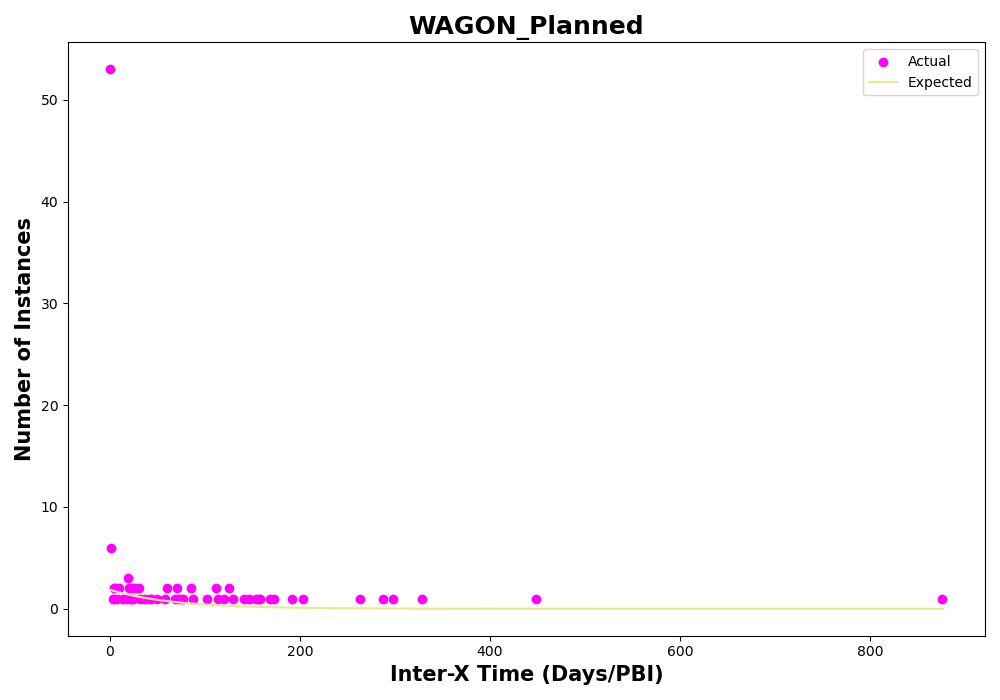 WAGON_Planned
Actual
Expected
Number of Instances
50
40
30
20
10
0
0 200 400 600 800
Inter-X Time (Days/PBI)